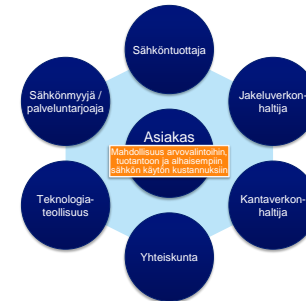 Sähköntuottaja
Sähkönmyyjä /
palveluntarjoaja
Jakeluverkon-
haltija
Asiakas
Mahdollisuus arvovalintoihin,
tuotantoon ja alhaisempiin
sähkön käytön kustannuksiin
Teknologia-
teollisuus
Kantaverkon-
haltija
Yhteiskunta